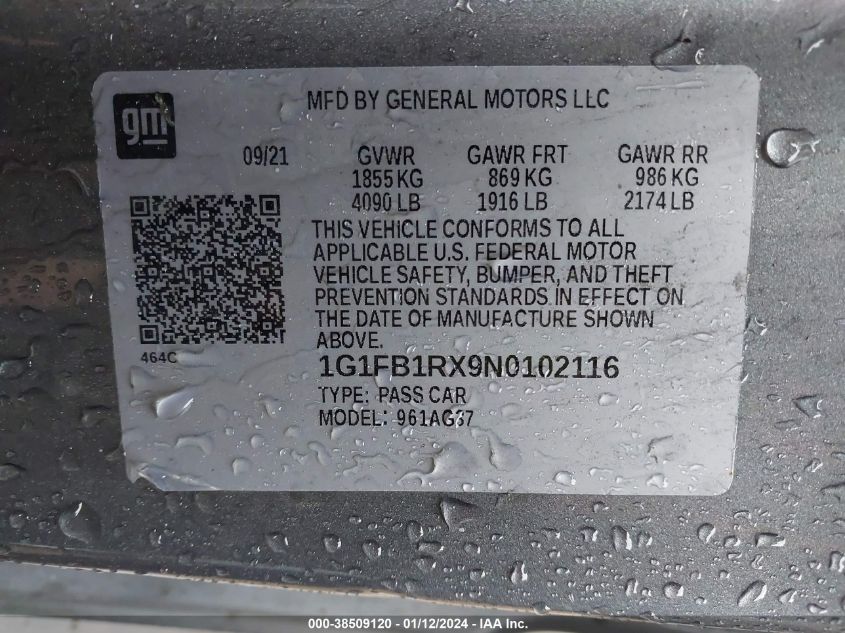 MFD BY GENERAL MOTORS LLC
gm
09/21 GVWR GAWR FRT GAWR RR
1855 KG 869 KG 986 KG
4090 LB 1916 LB 2174 LB
THIS VEHICLE CONFORMS TO ALL
APPLICABLE U.S. FEDERAL MOTOR
VEHICLE SAFETY, BUMPER, AND THEFT
PREVENTION STANDARDS IN EFFECT ON
THE DATE OF MANUFACTURE SHOWN
ABOVE.
464C
1G1FB1RX9N0102116
TYPE: PASS CAR
MODEL: 961AG37
000-38509120 - 01/12/2024 - IAA Inc.